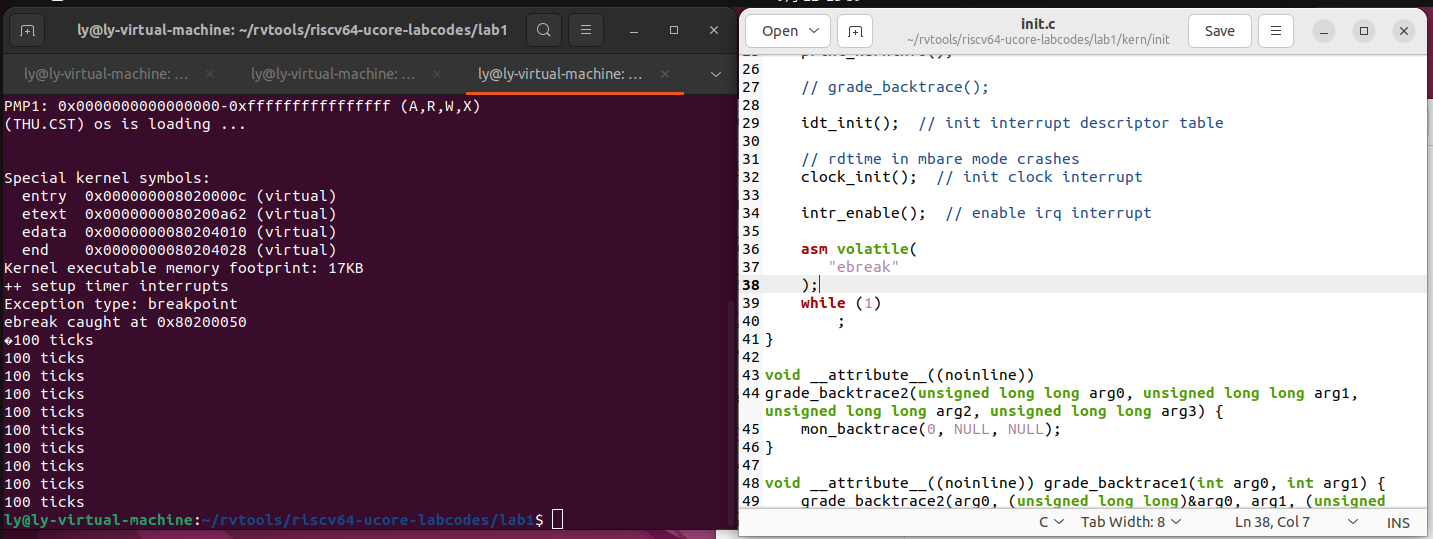 ly@ly-virtual-machine: ~/rvtools/riscv64-ucore-labcodes/lab1
ly@ly-virtual-machine: ...
ly@ly-virtual-machine: ...
ly@ly-virtual-machine: ...
PMP1: 0x0000000000000000-0xffffffffffffffff (A,R,W,X)
(THU.CST) os is loading ...
Special kernel symbols:
entry 0x000000008020000c (virtual)
etext 0x0000000080200a62 (virtual)
edata 0x0000000080204010 (virtual)
end 0x0000000080204028 (virtual)
Kernel executable memory footprint: 17KB
++ setup timer interrupts
Exception type: breakpoint
ebreak caught at 0x80200050
�100 ticks
100 ticks
100 ticks
100 ticks
100 ticks
100 ticks
100 ticks
100 ticks
100 ticks
100 ticks
ly@ly-virtual-machine:~/rvtools/riscv64-ucore-labcodes/lab1$
Open
init.c
~/rvtools/riscv64-ucore-labcodes/lab1/kern/init
Save
26
27 // grade_backtrace();
28
29 idt_init(); // init interrupt descriptor table
30
31 // rdtime in mbare mode crashes
32 clock_init(); // init clock interrupt
33
34 intr_enable(); // enable irq interrupt
35
36 asm volatile(
37 "ebreak"
38 );
39 while (1)
40 ;
41 }
42
43 void __attribute__((noinline))
44 grade_backtrace2(unsigned long long arg0, unsigned long long arg1,
unsigned long long arg2, unsigned long long arg3) {
45 mon_backtrace(0, NULL, NULL);
46 }
47
48 void __attribute__((noinline)) grade_backtrace1(int arg0, int arg1) {
49 grade_backtrace2(arg0, (unsigned long long)&arg0, arg1, (unsigned
C
Tab Width: 8
Ln 38, Col 7
INS